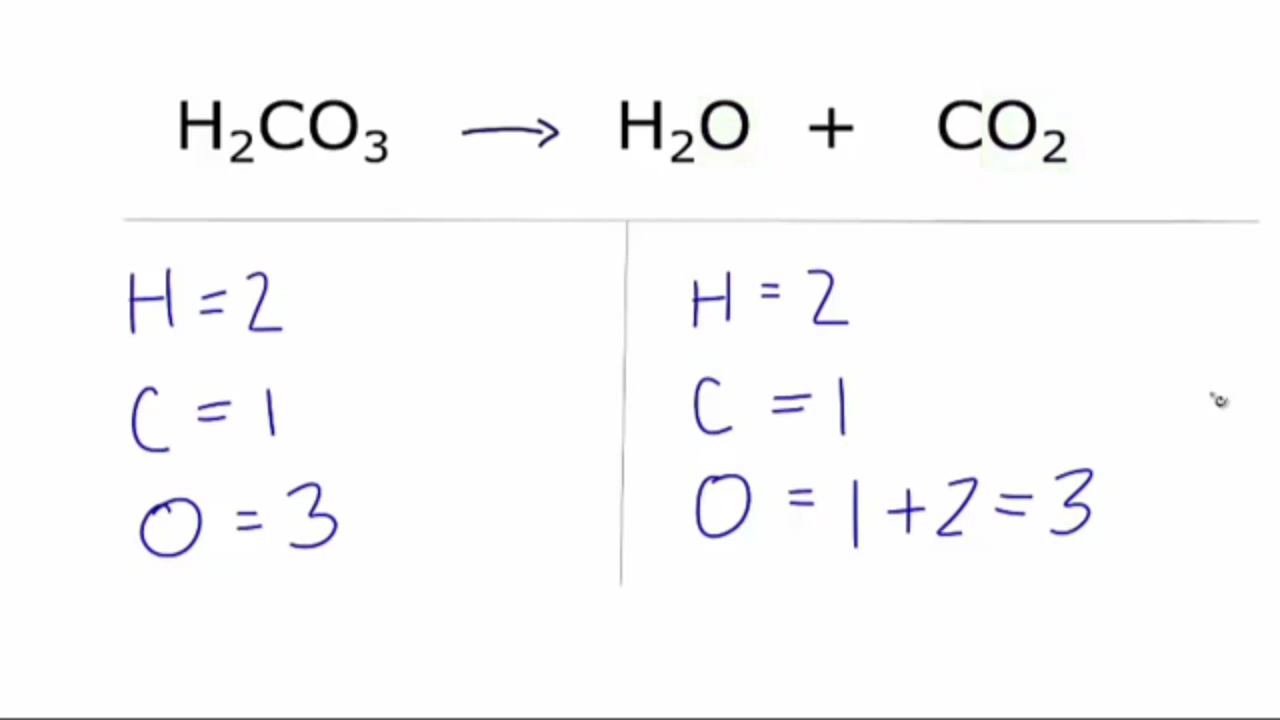 H₂CO₃ → H₂O + CO₂
H = 2 H = 2
C = 1 C = 1
O = 3 O = 1 + 2 = 3